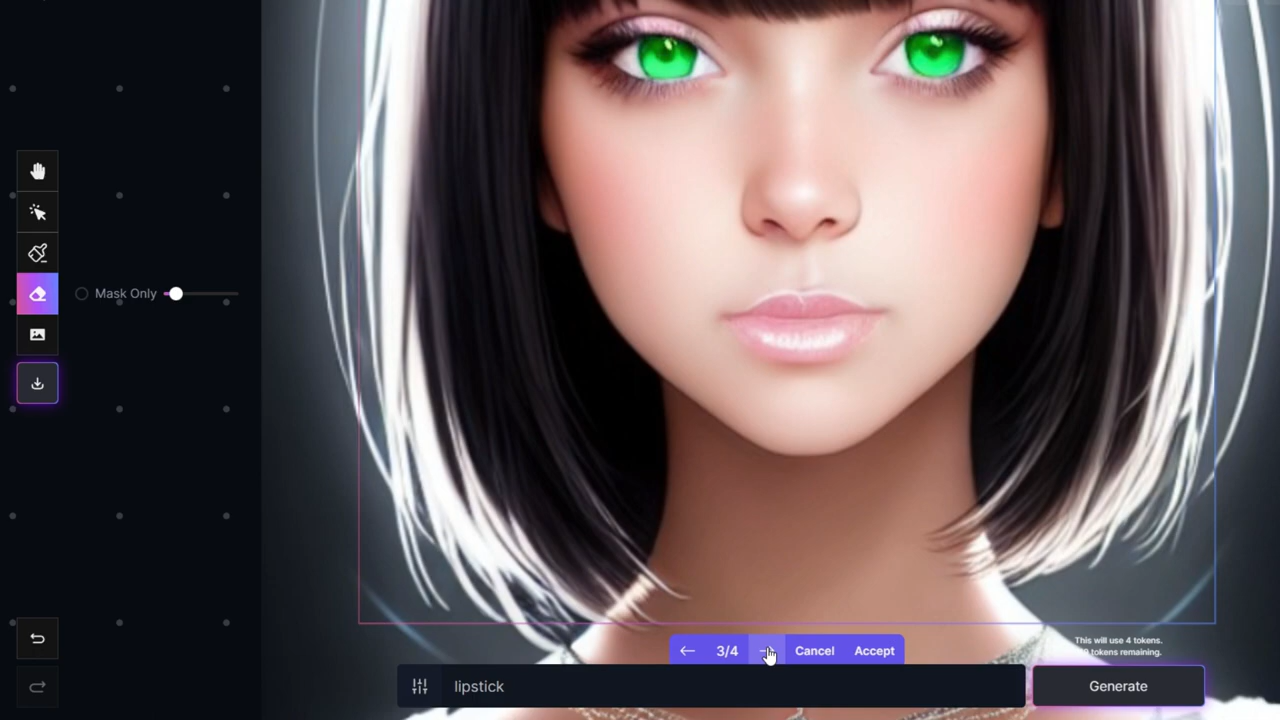 Mask Only
3/4
Cancel
Accept
This will use 4 tokens.
tokens remaining.
lipstick
Generate